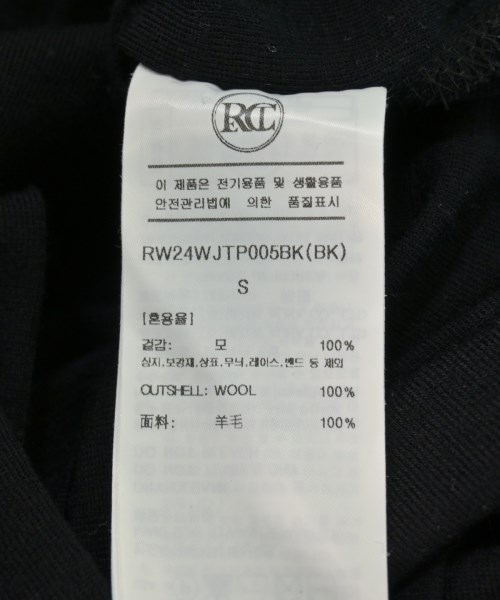 RCT
이 제품은 전기용품 및 생활용품
안전관리법에 의한 품질표시
RW24WJTP005BK(BK)
S
[혼용율]
겉감: 모 100%
심지.보강재.상표.무늬.레이스.밴드 등 제외
OUTSHELL: WOOL 100%
面料: 羊毛 100%